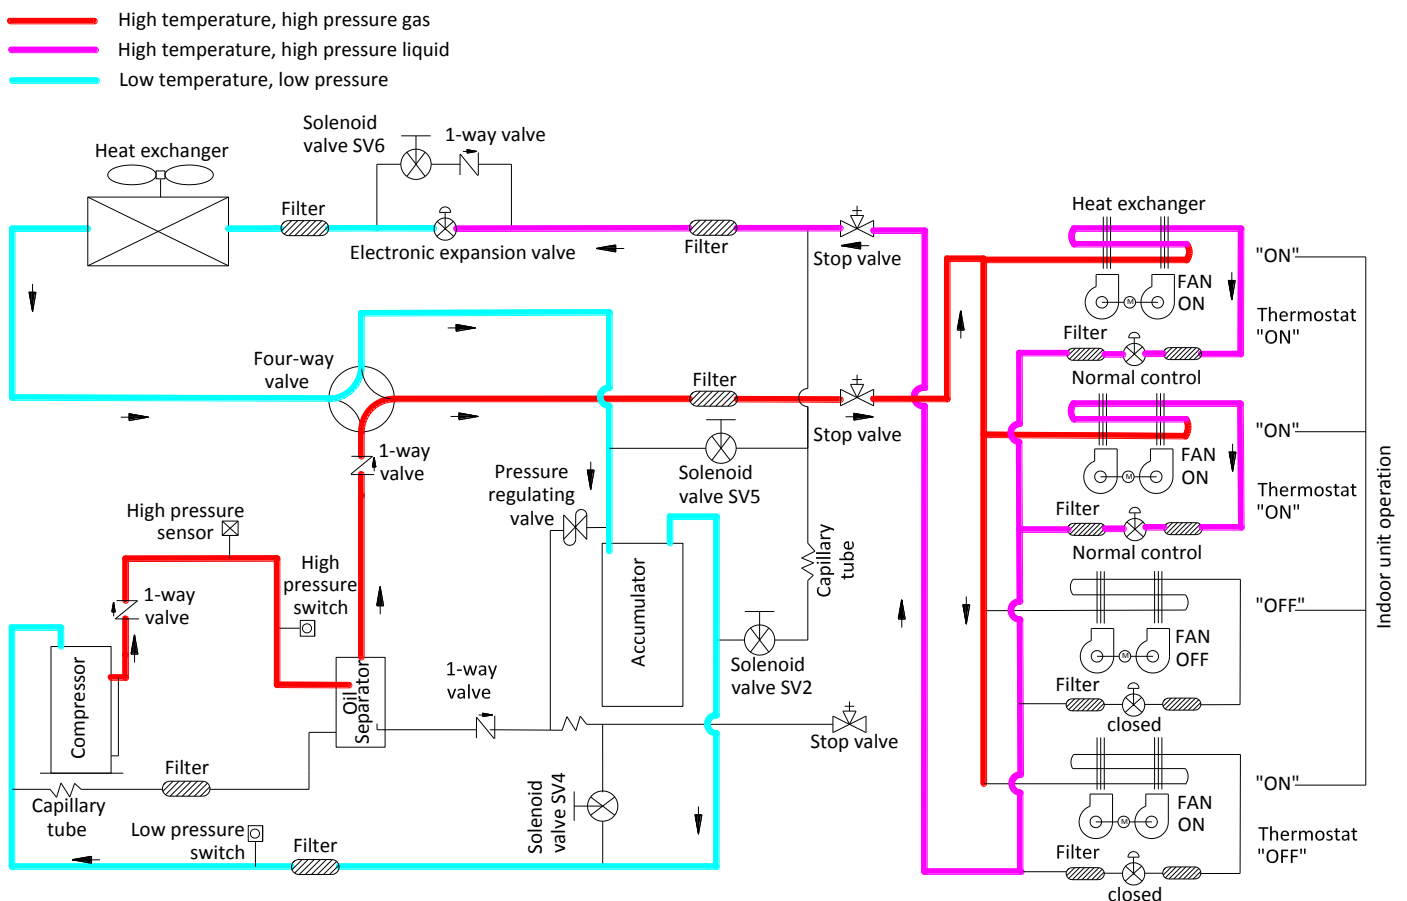 High temperature, high pressure gas
High temperature, high pressure liquid
Low temperature, low pressure
Solenoid
valve SV6
1-way valve
Heat exchanger
Filter
Electronic expansion valve
Filter
Stop valve
Heat exchanger
"ON"
FAN
ON
Thermostat
"ON"
Filter
Normal control
Four-way
valve
Filter
Stop valve
1-way
valve
Solenoid
valve SV5
Pressure
regulating
valve
"ON"
FAN
ON
Thermostat
"ON"
Filter
Normal control
High pressure
sensor
High
pressure
switch
1-way
valve
Capillary
tube
Accumulator
Compressor
Oil
Separator
1-way
valve
Solenoid
valve SV2
Stop valve
"OFF"
FAN
OFF
Filter
closed
Indoor unit operation
Filter
Capillary
tube
Low pressure
switch
Filter
Solenoid
valve SV4
"ON"
FAN
ON
Thermostat
"OFF"
Filter
closed
M
M
M
M